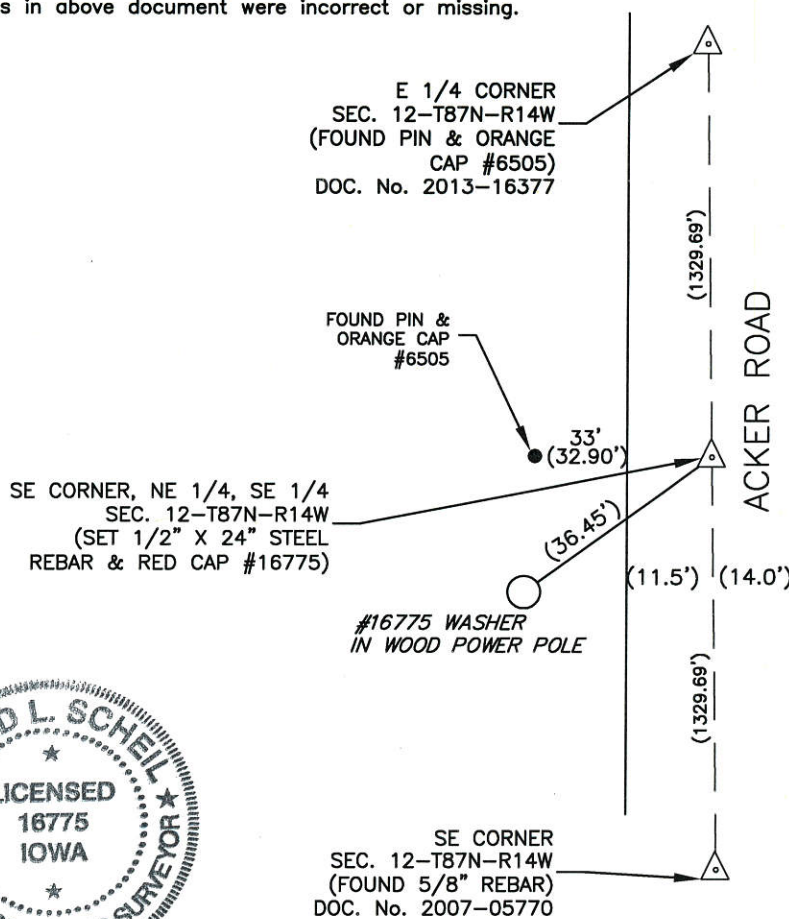 s in above document were incorrect or missing.
E 1/4 CORNER
SEC. 12-T87N-R14W
(FOUND PIN & ORANGE
CAP #6505)
DOC. No. 2013-16377
(1329.69')
ACKER ROAD
FOUND PIN &
ORANGE CAP
#6505
33'
(32.90')
SE CORNER, NE 1/4, SE 1/4
SEC. 12-T87N-R14W
(SET 1/2" X 24" STEEL
REBAR & RED CAP #16775)
(36.45')
(11.5') (14.0')
#16775 WASHER
IN WOOD POWER POLE
(1329.69')
D L. SCHEIL
LICENSED
16775
IOWA
SURVEYOR
SE CORNER
SEC. 12-T87N-R14W
(FOUND 5/8" REBAR)
DOC. No. 2007-05770